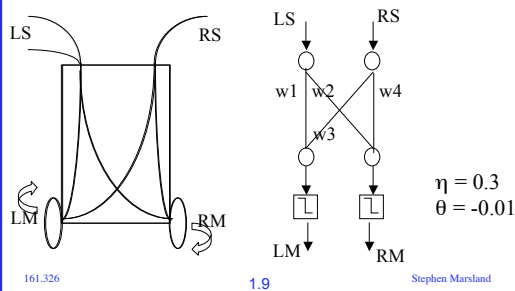 LS
RS
LM
RM
LS
RS
w1
w2
w4
w3
LM
RM
η = 0.3
θ = -0.01
161.326
1.9
Stephen Marsland